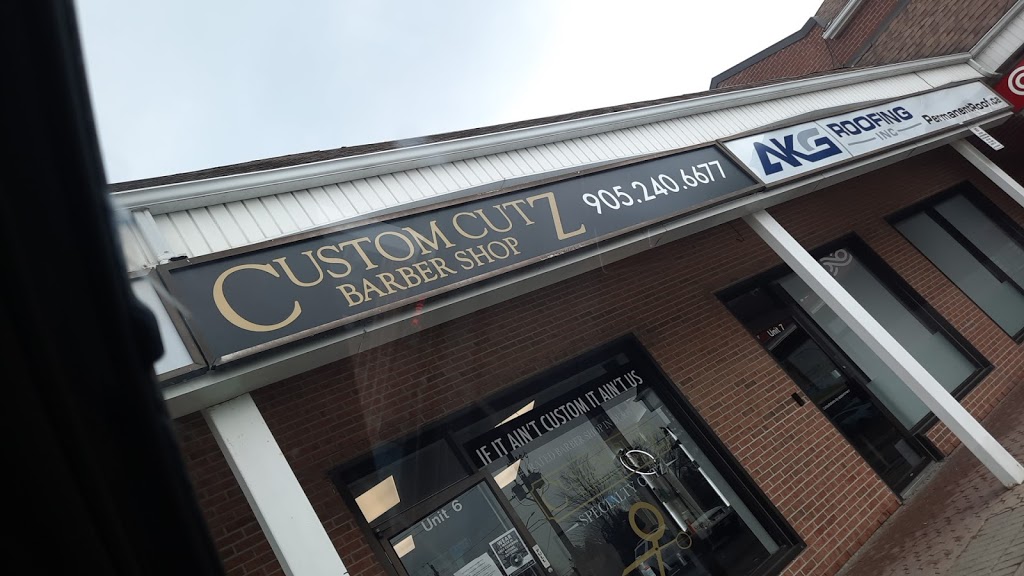 CUSTOM CUTZ
BARBER SHOP
905.240.6677
AKG ROOFING
INC
PermanentRoof.ca
IF IT AIN'T CUSTOM IT AIN'T US
Unit 6
Unit 7